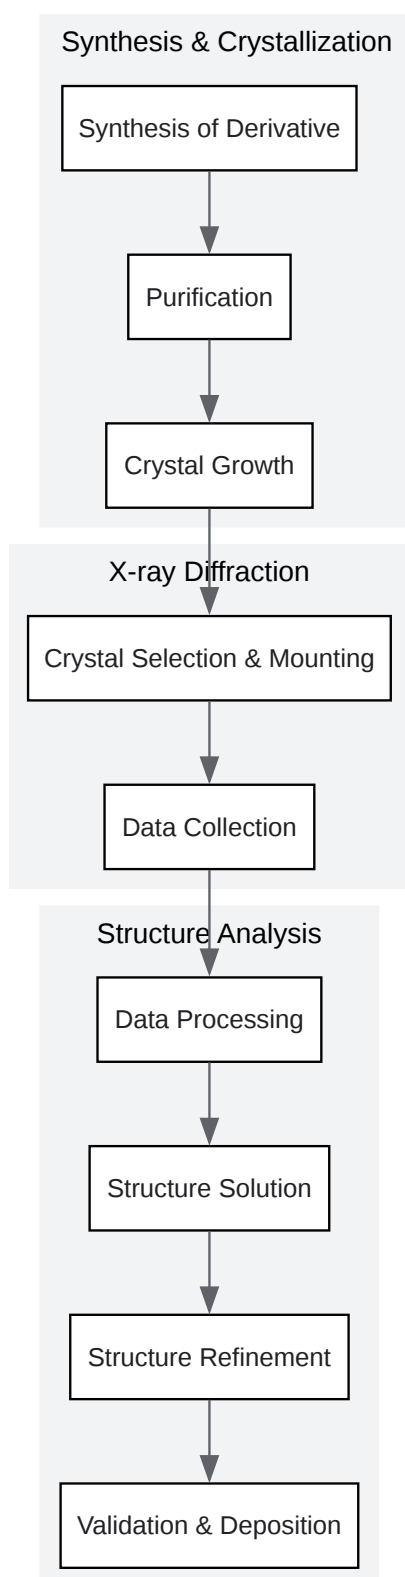 Synthesis & Crystallization
Synthesis of Derivative
Purification
Crystal Growth
X-ray Diffraction
Crystal Selection & Mounting
Data Collection
Structure Analysis
Data Processing
Structure Solution
Structure Refinement
Validation & Deposition